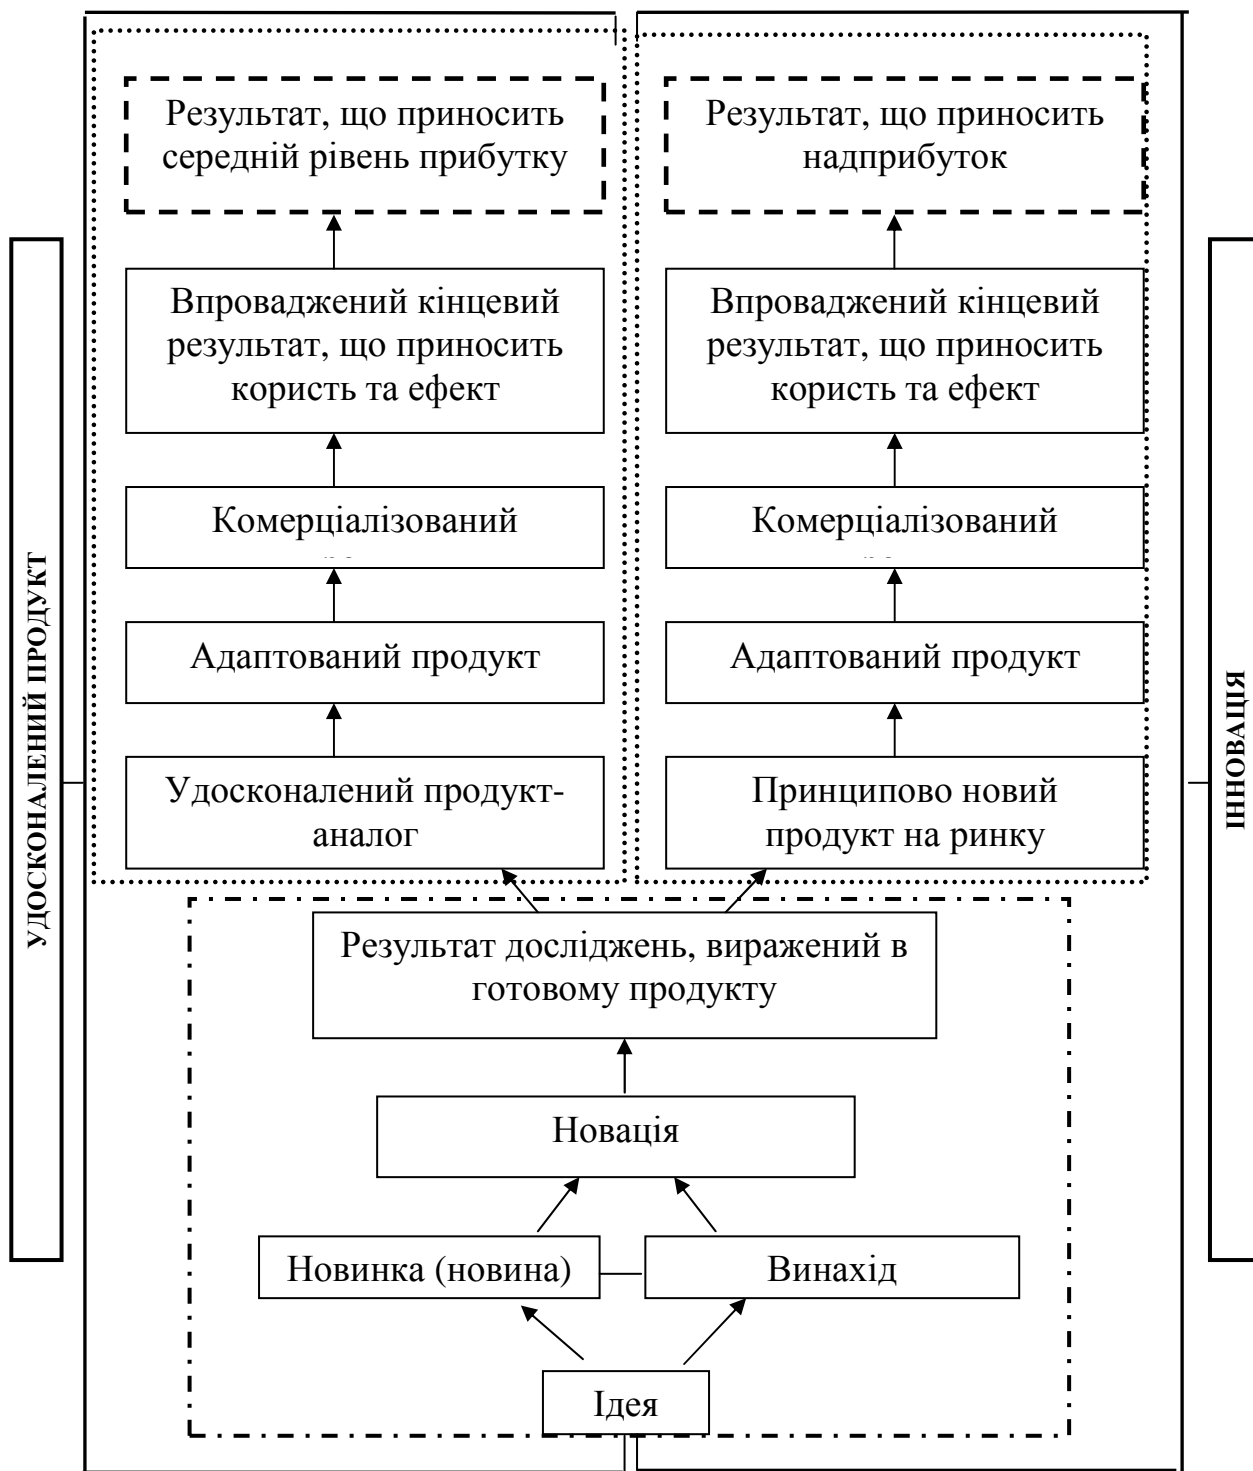 Результат, що приносить
середній рівень прибутку
Результат, що приносить
надприбуток
Впроваджений кінцевий
результат, що приносить
користь та ефект
Впроваджений кінцевий
результат, що приносить
користь та ефект
Комерціалізований
Комерціалізований
Адаптований продукт
Адаптований продукт
УДОСКОНАЛЕНИЙ ПРОДУКТ
ІННОВАЦІЯ
Удосконалений продукт-
аналог
Принципово новий
продукт на ринку
Результат досліджень, виражений в
готовому продукту
Новація
Новинка (новина)
Винахід
Ідея